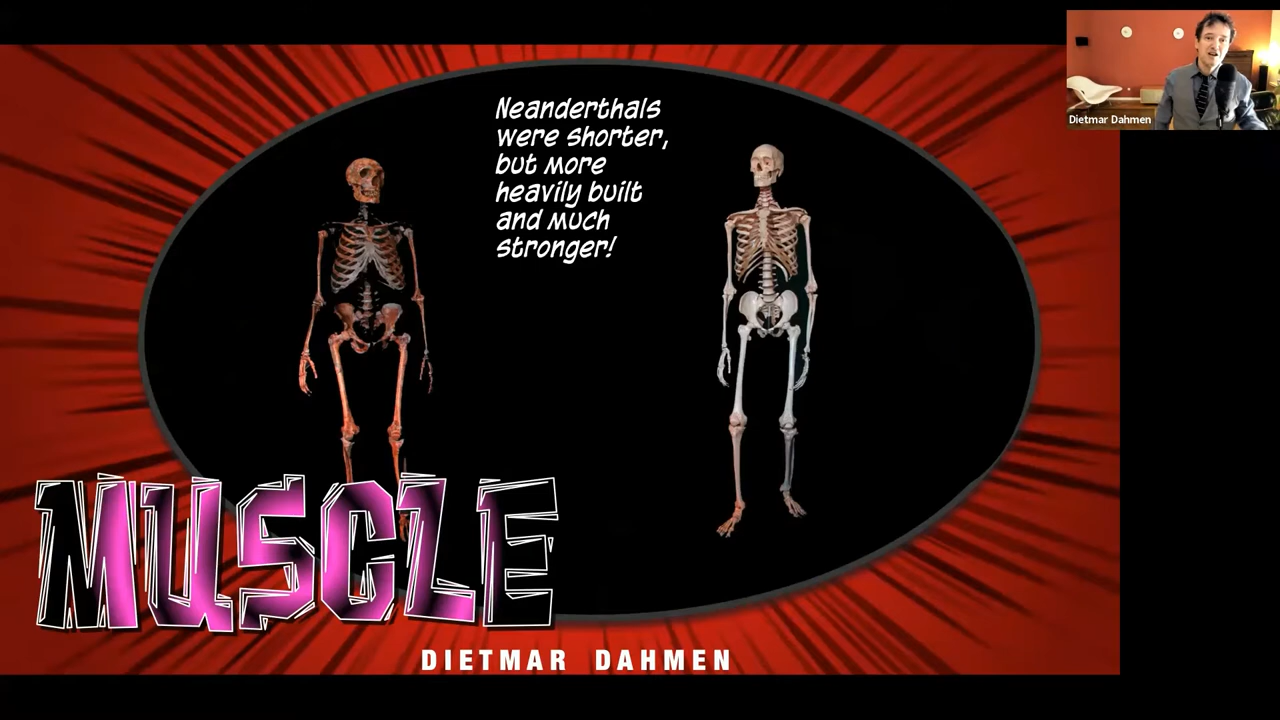 Neanderthals
were shorter,
but more
heavily built
and much
stronger!
Dietmar Dahmen
MUSCLE
DIETMAR DAHMEN